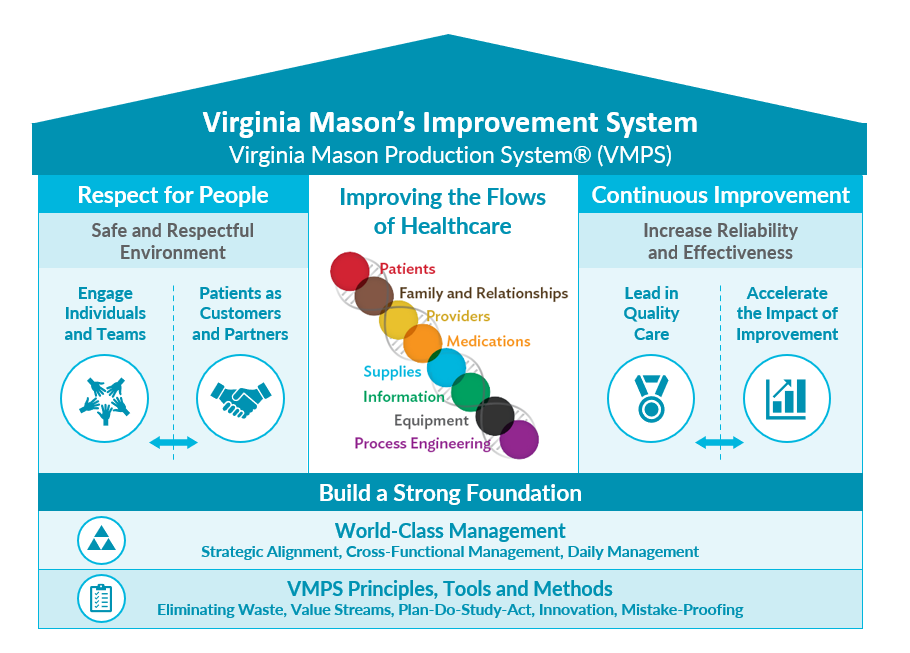 Virginia Mason’s Improvement System
Virginia Mason Production System® (VMPS)
Respect for People
Safe and Respectful
Environment
Engage
Individuals
and Teams
Patients as
Customers
and Partners
Improving the Flows
of Healthcare
Patients
Family and Relationships
Providers
Medications
Supplies
Information
Equipment
Process Engineering
Continuous Improvement
Increase Reliability
and Effectiveness
Lead in
Quality
Care
Accelerate
the Impact of
Improvement
Build a Strong Foundation
World-Class Management
Strategic Alignment, Cross-Functional Management, Daily Management
VMPS Principles, Tools and Methods
Eliminating Waste, Value Streams, Plan-Do-Study-Act, Innovation, Mistake-Proofing